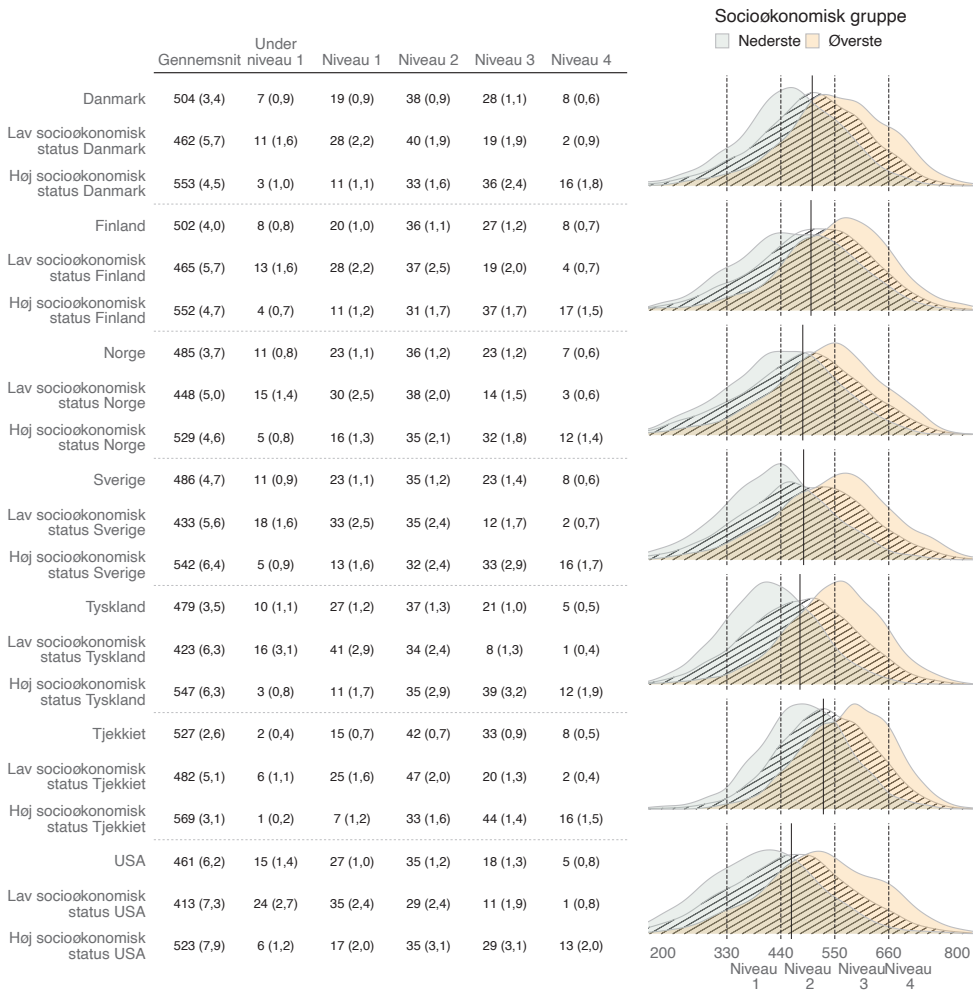 Socioøkonomisk gruppe
Nederste Øverste
Under
Gennemsnit niveau 1 Niveau 1 Niveau 2 Niveau 3 Niveau 4
Danmark 504 (3,4) 7 (0,9) 19 (0,9) 38 (0,9) 28 (1,1) 8 (0,6)
Lav socioøkonomisk
status Danmark 462 (5,7) 11 (1,6) 28 (2,2) 40 (1,9) 19 (1,9) 2 (0,9)
Høj socioøkonomisk
status Danmark 553 (4,5) 3 (1,0) 11 (1,1) 33 (1,6) 36 (2,4) 16 (1,8)
Finland 502 (4,0) 8 (0,8) 20 (1,0) 36 (1,1) 27 (1,2) 8 (0,7)
Lav socioøkonomisk
status Finland 465 (5,7) 13 (1,6) 28 (2,2) 37 (2,5) 19 (2,0) 4 (0,7)
Høj socioøkonomisk
status Finland 552 (4,7) 4 (0,7) 11 (1,2) 31 (1,7) 37 (1,7) 17 (1,5)
Norge 485 (3,7) 11 (0,8) 23 (1,1) 36 (1,2) 23 (1,2) 7 (0,6)
Lav socioøkonomisk
status Norge 448 (5,0) 15 (1,4) 30 (2,5) 38 (2,0) 14 (1,5) 3 (0,6)
Høj socioøkonomisk
status Norge 529 (4,6) 5 (0,8) 16 (1,3) 35 (2,1) 32 (1,8) 12 (1,4)
Sverige 486 (4,7) 11 (0,9) 23 (1,1) 35 (1,2) 23 (1,4) 8 (0,6)
Lav socioøkonomisk
status Sverige 433 (5,6) 18 (1,6) 33 (2,5) 35 (2,4) 12 (1,7) 2 (0,7)
Høj socioøkonomisk
status Sverige 542 (6,4) 5 (0,9) 13 (1,6) 32 (2,4) 33 (2,9) 16 (1,7)
Tyskland 479 (3,5) 10 (1,1) 27 (1,2) 37 (1,3) 21 (1,0) 5 (0,5)
Lav socioøkonomisk
status Tyskland 423 (6,3) 16 (3,1) 41 (2,9) 34 (2,4) 8 (1,3) 1 (0,4)
Høj socioøkonomisk
status Tyskland 547 (6,3) 3 (0,8) 11 (1,7) 35 (2,9) 39 (3,2) 12 (1,9)
Tjekkiet 527 (2,6) 2 (0,4) 15 (0,7) 42 (0,7) 33 (0,9) 8 (0,5)
Lav socioøkonomisk
status Tjekkiet 482 (5,1) 6 (1,1) 25 (1,6) 47 (2,0) 20 (1,3) 2 (0,4)
Høj socioøkonomisk
status Tjekkiet 569 (3,1) 1 (0,2) 7 (1,2) 33 (1,6) 44 (1,4) 16 (1,5)
USA 461 (6,2) 15 (1,4) 27 (1,0) 35 (1,2) 18 (1,3) 5 (0,8)
Lav socioøkonomisk
status USA 413 (7,3) 24 (2,7) 35 (2,4) 29 (2,4) 11 (1,9) 1 (0,8)
Høj socioøkonomisk
status USA 523 (7,9) 6 (1,2) 17 (2,0) 35 (3,1) 29 (3,1) 13 (2,0)
200 330 440 550 660 800
Niveau Niveau Niveau Niveau
1 2 3 4